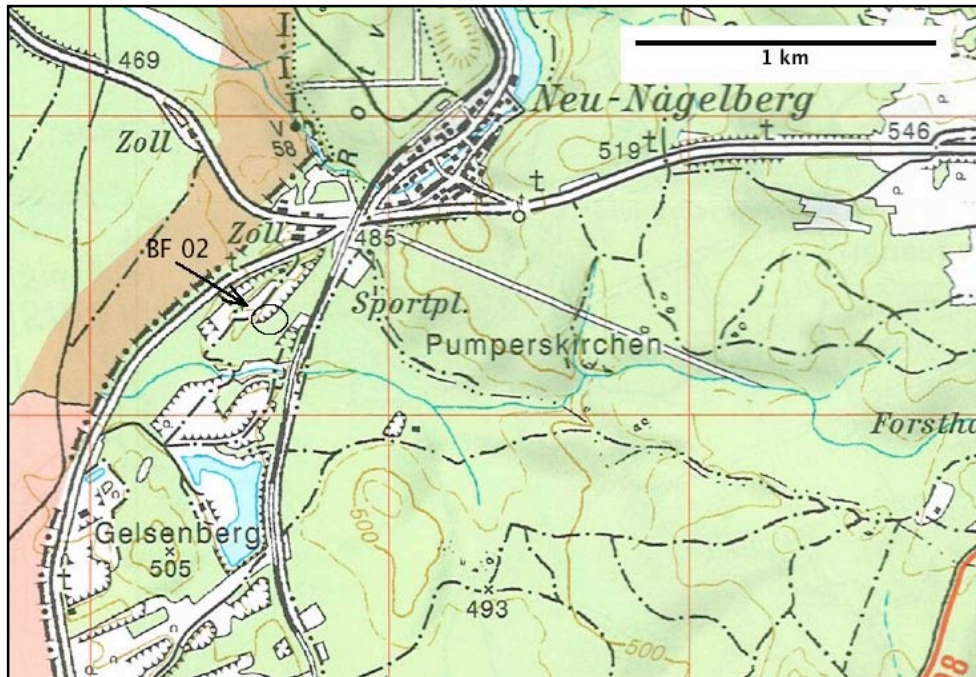 1 km
469
Neu-Nagelberg
Zoll
V
58
R o t
519
546
Zoll
485
BF 02
Sportpl.
Pumperskirchen
Gelsenberg
505
500
493
500